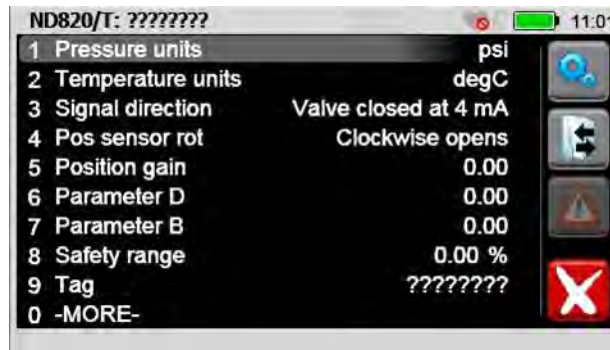 ND820/T: ???????? 11:01
1 Pressure units psi
2 Temperature units degC
3 Signal direction Valve closed at 4 mA
4 Pos sensor rot Clockwise opens
5 Position gain 0.00
6 Parameter D 0.00
7 Parameter B 0.00
8 Safety range 0.00 %
9 Tag ????????
0 -MORE-